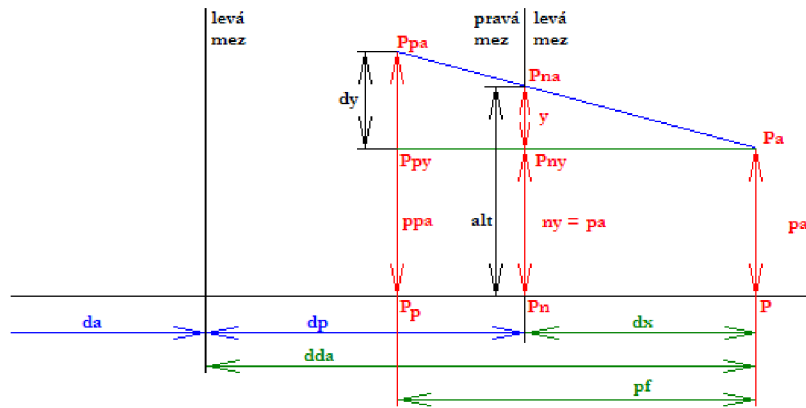 levá
mez
pravá
mez
levá
mez
Ppa
Pna
dy
y
Pa
Ppy
Pny
ppa
alt
ny = pa
pa
Pp
Pn
P
da
dp
dx
dda
pf